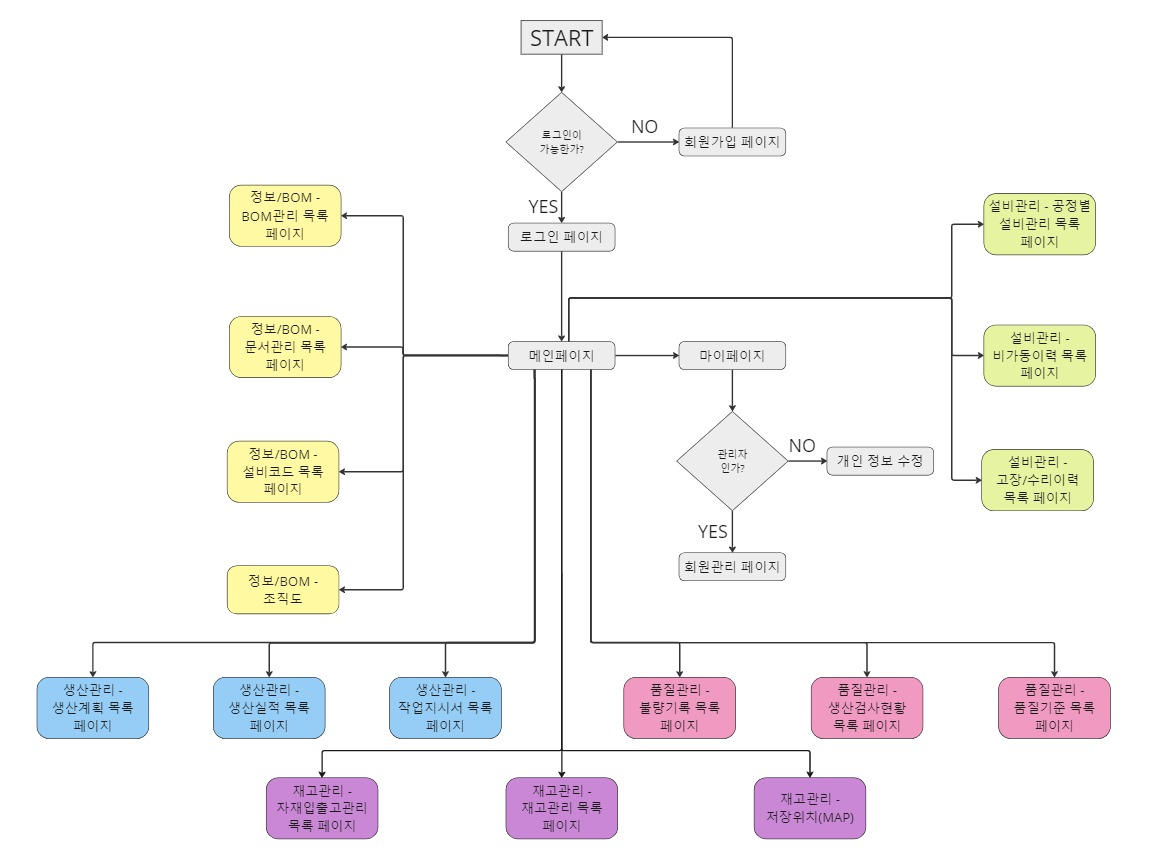 START
로그인이
가능한가?
NO
회원가입 페이지
YES
로그인 페이지
정보/BOM -
BOM관리 목록
페이지
설비관리 - 공정별
설비관리 목록
페이지
정보/BOM -
문서관리 목록
페이지
메인페이지
마이페이지
설비관리 -
비가동이력 목록
페이지
정보/BOM -
설비코드 목록
페이지
관리자
인가?
NO
개인 정보 수정
설비관리 -
고장/수리이력
목록 페이지
YES
회원관리 페이지
정보/BOM -
조직도
생산관리 -
생산계획 목록
페이지
생산관리 -
생산실적 목록
페이지
생산관리 -
작업지시서 목록
페이지
품질관리 -
불량기록 목록
페이지
품질관리 -
생산검사현황
목록 페이지
품질관리 -
품질기준 목록
페이지
재고관리 -
자재입출고관리
목록 페이지
재고관리 -
재고관리 목록
페이지
재고관리 -
저장위치(MAP)